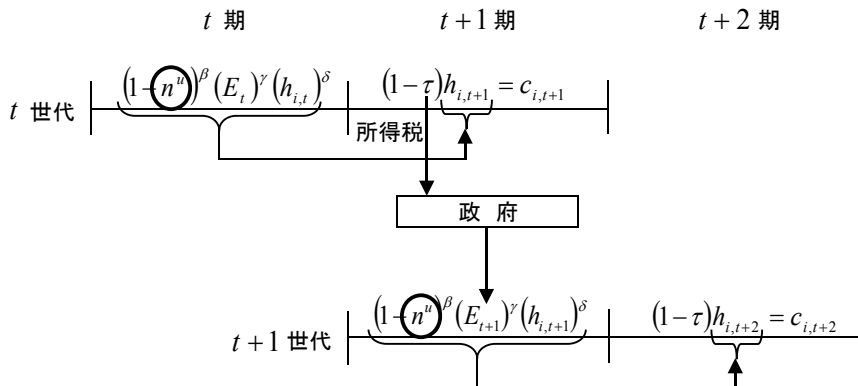 t 期 t+1 期 t+2 期
t 世代 (1-n^u)^β (E_t)^γ (h_{i,t})^δ (1-τ)h_{i,t+1} = c_{i,t+1}
所得税
政 府
t+1 世代 (1-n^u)^β (E_{t+1})^γ (h_{i,t+1})^δ (1-τ)h_{i,t+2} = c_{i,t+2}